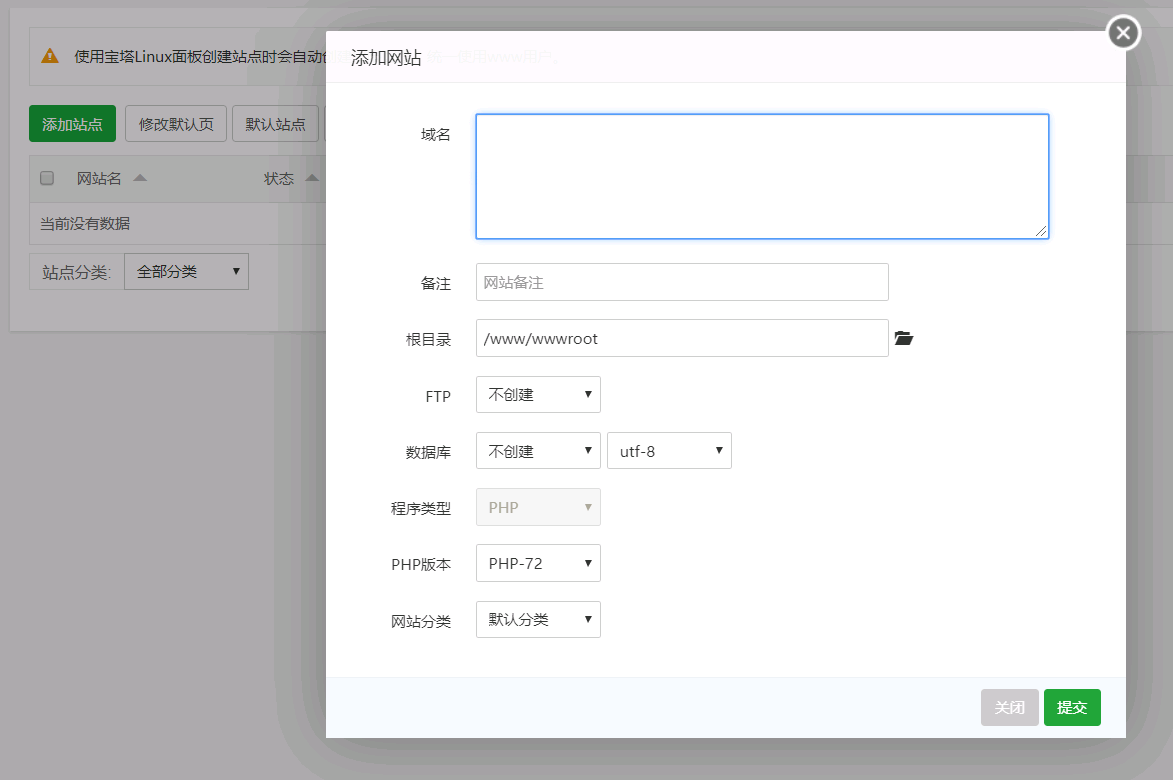 使用宝塔Linux面板创建站点时会自动创建 统一使用www用户。
添加网站
添加站点
修改默认页
默认站点
网站名
状态
当前没有数据
站点分类:
全部分类
域名
备注
网站备注
根目录
/www/wwwroot
FTP
不创建
数据库
不创建
utf-8
程序类型
PHP
PHP版本
PHP-72
网站分类
默认分类
关闭
提交